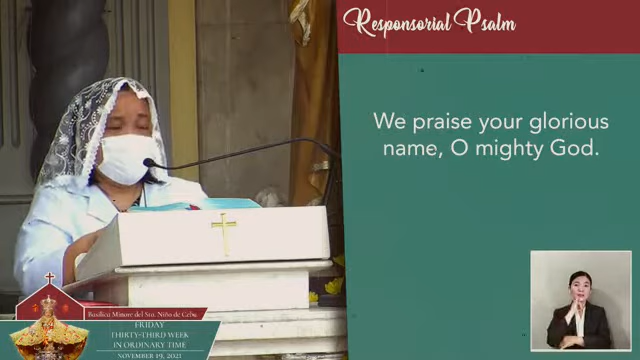 Responsorial Psalm
We praise your glorious
name, O mighty God.
Basilica Minore del Sto. Niño de Cebu
FRIDAY
THIRTY-THIRD WEEK
IN ORDINARY TIME
NOVEMBER 19, 2021